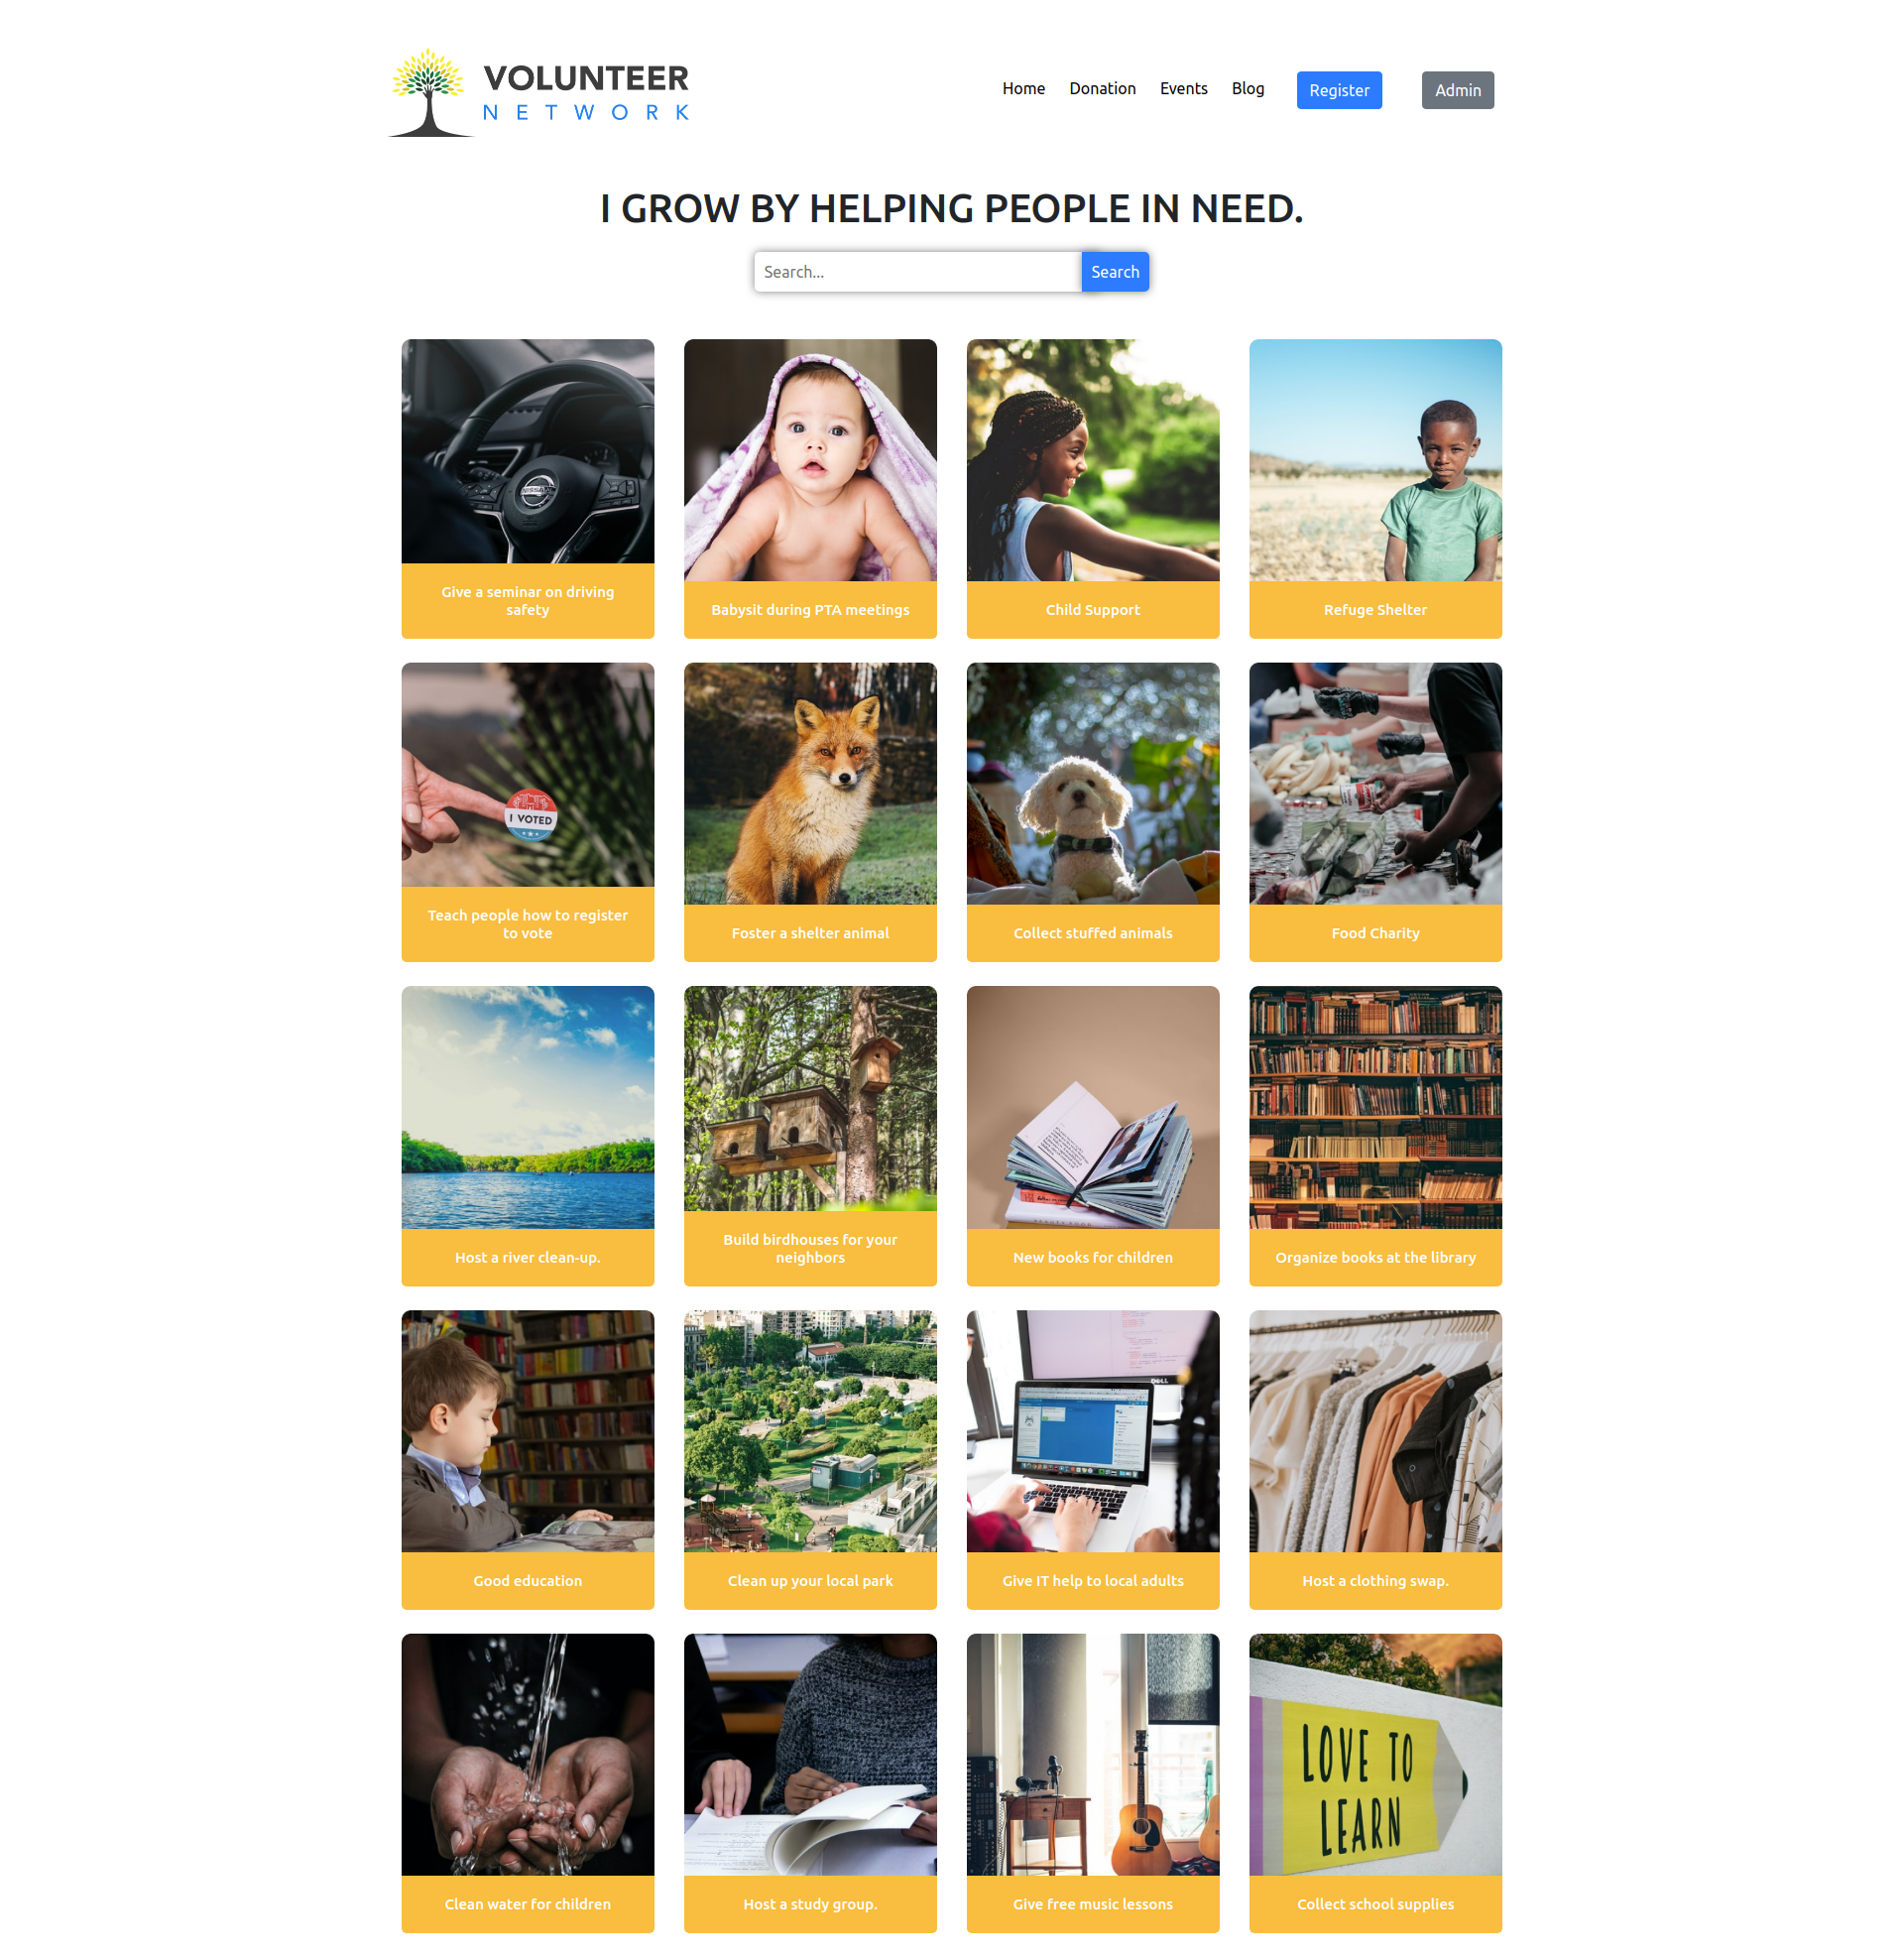 VOLUNTEER
NETWORK
Home Donation Events Blog Register Admin
I GROW BY HELPING PEOPLE IN NEED.
Search... Search
NISSAN
Give a seminar on driving
safety
Babysit during PTA meetings
Child Support
Refuge Shelter
I VOTED
Teach people how to register
to vote
Foster a shelter animal
Collect stuffed animals
Food Charity
Host a river clean-up.
Build birdhouses for your
neighbors
New books for children
Organize books at the library
DELL
Good education
Clean up your local park
Give IT help to local adults
Host a clothing swap.
LOVE TO
LEARN
Clean water for children
Host a study group.
Give free music lessons
Collect school supplies